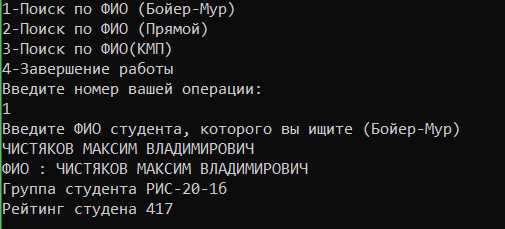 1-Поиск по ФИО (Бойер-Мур)
2-Поиск по ФИО (Прямой)
3-Поиск по ФИО(КМП)
4-Завершение работы
Введите номер вашей операции:
1
Введите ФИО студента, которого вы ищите (Бойер-Мур)
ЧИСТЯКОВ МАКСИМ ВЛАДИМИРОВИЧ
ФИО : ЧИСТЯКОВ МАКСИМ ВЛАДИМИРОВИЧ
Группа студента РИС-20-1б
Рейтинг студена 417